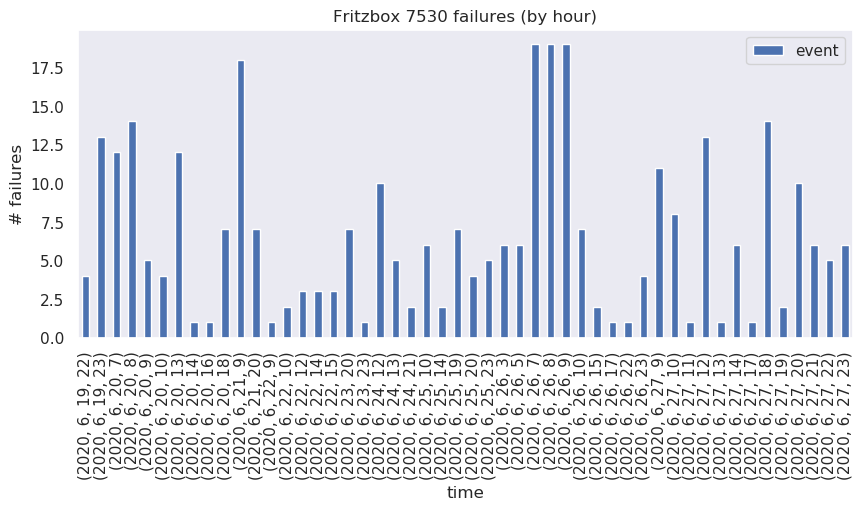 Fritzbox 7530 failures (by hour)
event
# failures
17.5
15.0
12.5
10.0
7.5
5.0
2.5
0.0
(2020, 6, 19, 22)
(2020, 6, 19, 23)
(2020, 6, 20, 7)
(2020, 6, 20, 8)
(2020, 6, 20, 9)
(2020, 6, 20, 10)
(2020, 6, 20, 13)
(2020, 6, 20, 14)
(2020, 6, 20, 16)
(2020, 6, 20, 18)
(2020, 6, 21, 9)
(2020, 6, 21, 20)
(2020, 6, 22, 9)
(2020, 6, 22, 10)
(2020, 6, 22, 12)
(2020, 6, 22, 14)
(2020, 6, 22, 15)
(2020, 6, 23, 20)
(2020, 6, 23, 23)
(2020, 6, 24, 12)
(2020, 6, 24, 13)
(2020, 6, 24, 21)
(2020, 6, 25, 10)
(2020, 6, 25, 14)
(2020, 6, 25, 19)
(2020, 6, 25, 20)
(2020, 6, 25, 23)
(2020, 6, 26, 3)
(2020, 6, 26, 5)
(2020, 6, 26, 7)
(2020, 6, 26, 8)
(2020, 6, 26, 9)
(2020, 6, 26, 10)
(2020, 6, 26, 15)
(2020, 6, 26, 17)
(2020, 6, 26, 22)
(2020, 6, 26, 23)
(2020, 6, 27, 9)
(2020, 6, 27, 10)
(2020, 6, 27, 11)
(2020, 6, 27, 12)
(2020, 6, 27, 13)
(2020, 6, 27, 14)
(2020, 6, 27, 17)
(2020, 6, 27, 18)
(2020, 6, 27, 19)
(2020, 6, 27, 20)
(2020, 6, 27, 21)
(2020, 6, 27, 22)
(2020, 6, 27, 23)
time